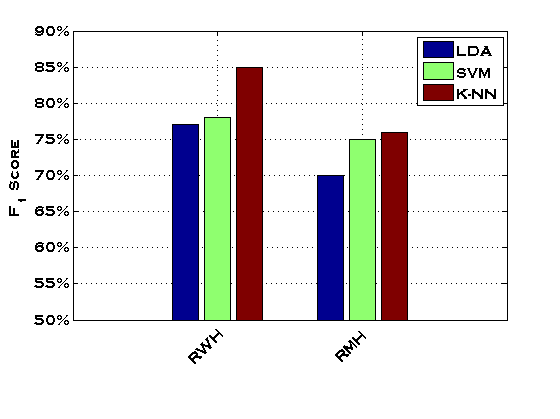 90%
85%
80%
75%
70%
65%
60%
55%
50%
F1 Score
RWH
RMH
LDA
SVM
K-NN